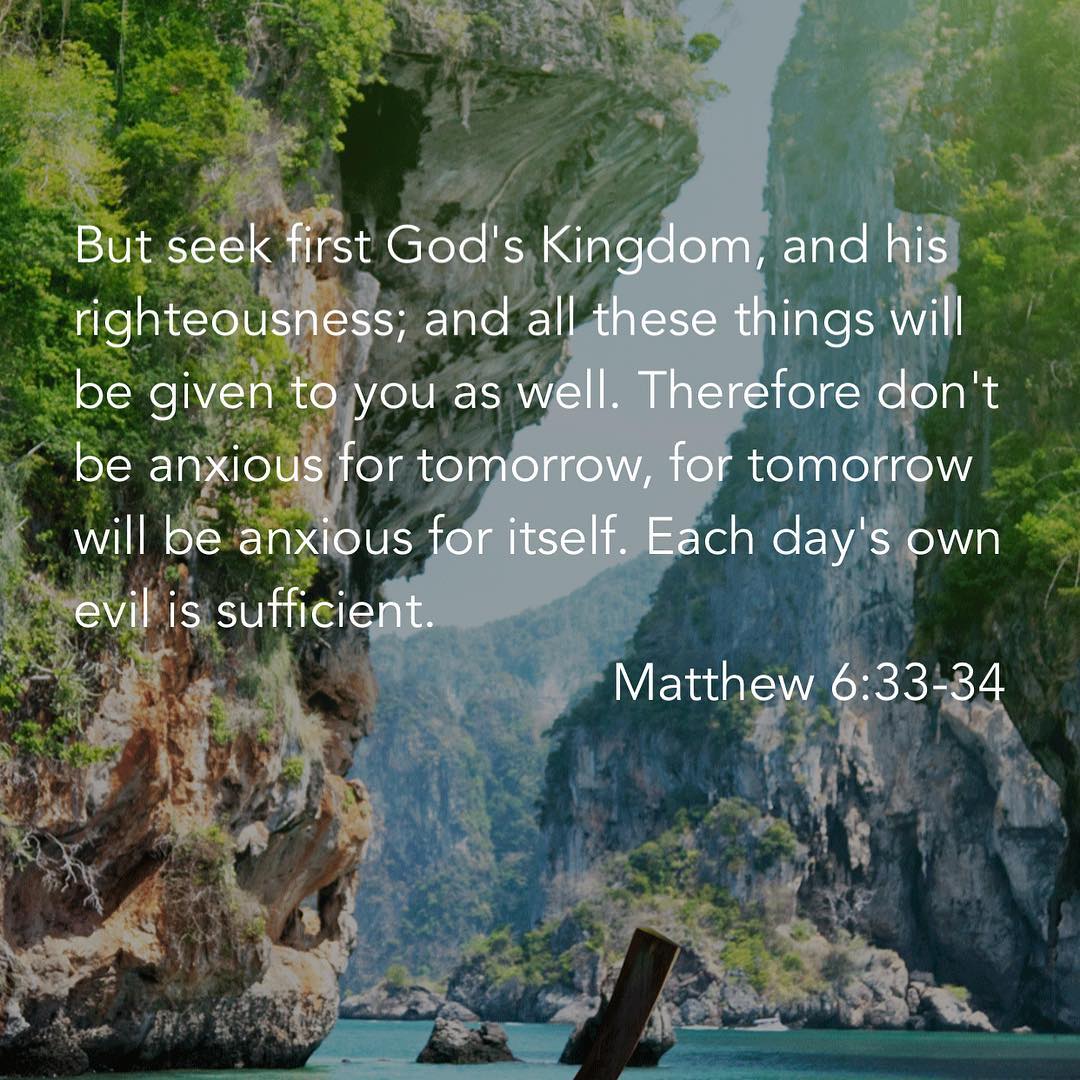 But seek first God's Kingdom, and his
righteousness; and all these things will
be given to you as well. Therefore don't
be anxious for tomorrow, for tomorrow
will be anxious for itself. Each day's own
evil is sufficient.
Matthew 6:33-34